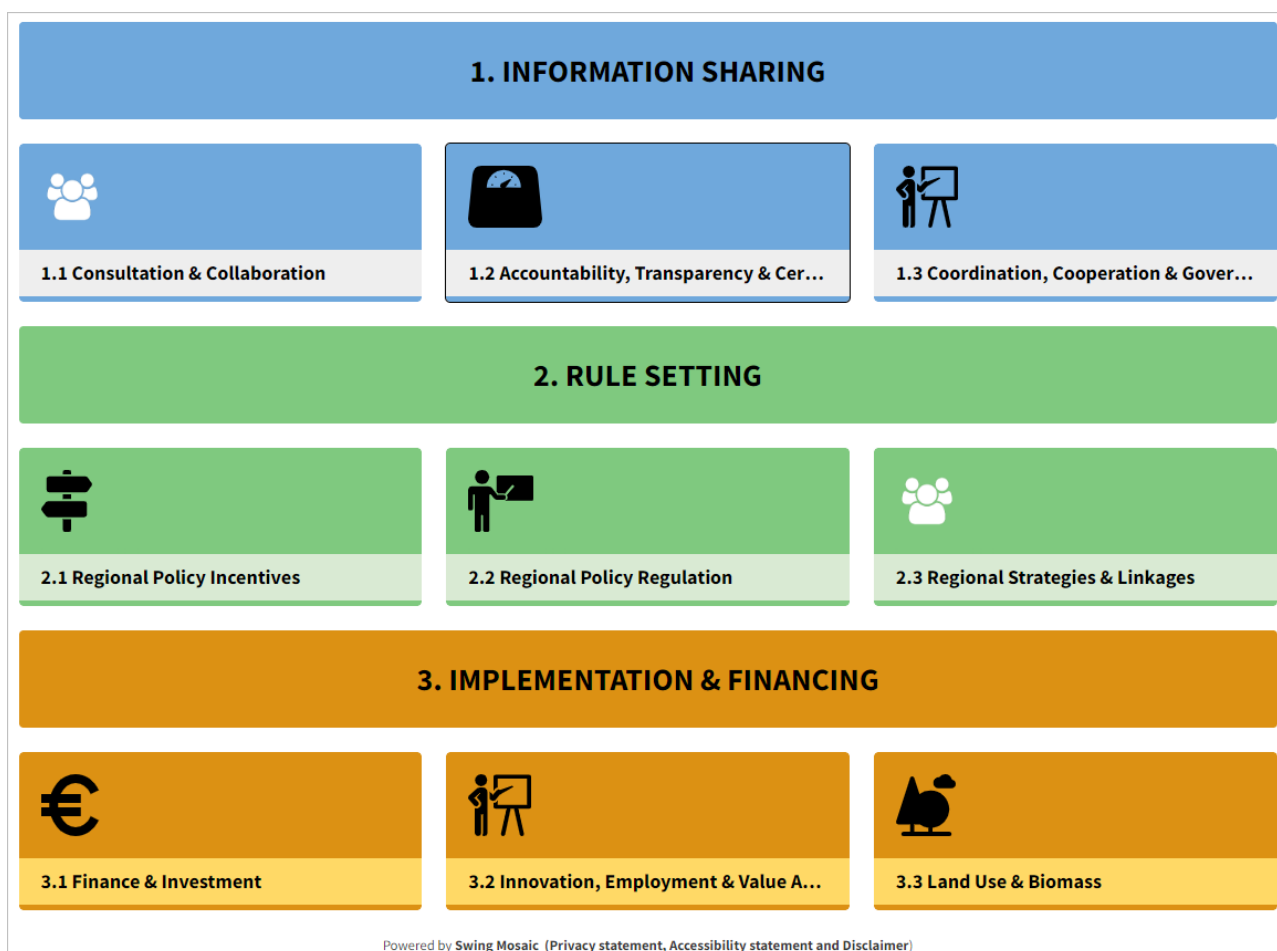 1. INFORMATION SHARING
1.1 Consultation & Collaboration
1.2 Accountability, Transparency & Cer...
1.3 Coordination, Cooperation & Gover...
2. RULE SETTING
2.1 Regional Policy Incentives
2.2 Regional Policy Regulation
2.3 Regional Strategies & Linkages
3. IMPLEMENTATION & FINANCING
3.1 Finance & Investment
3.2 Innovation, Employment & Value A...
3.3 Land Use & Biomass
Powered by Swing Mosaic (Privacy statement, Accessibility statement and Disclaimer)